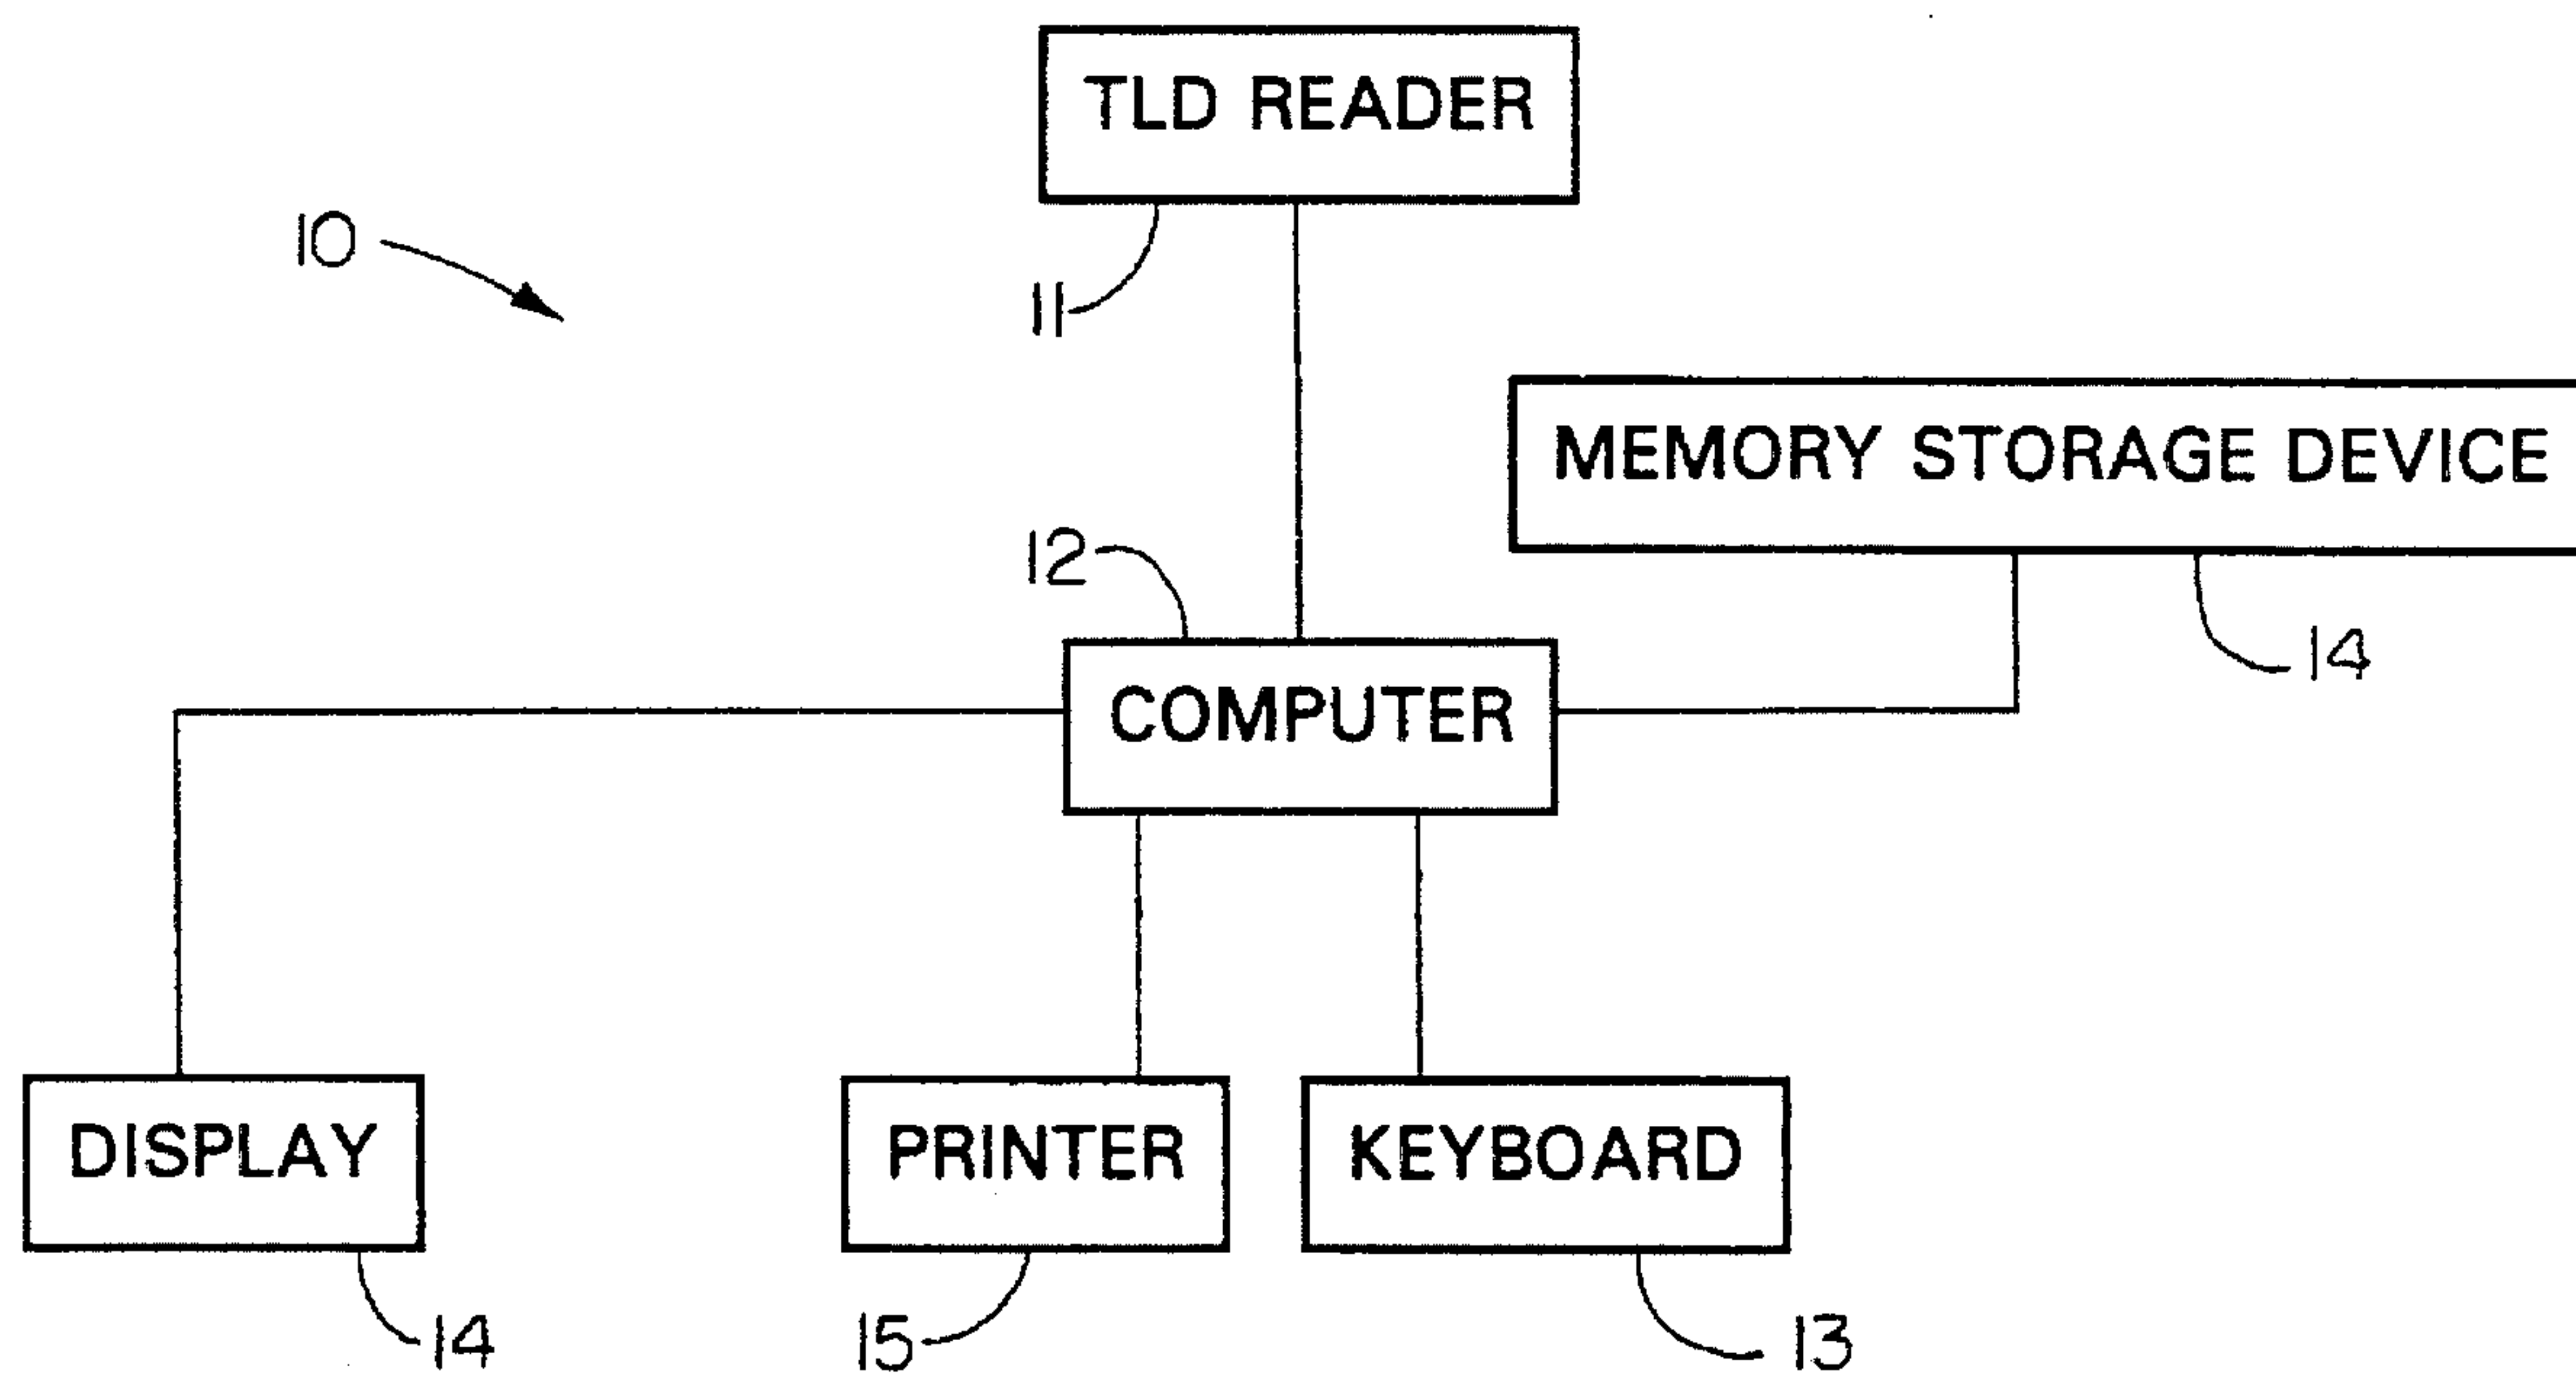 TLD READER
10
11
MEMORY STORAGE DEVICE
12
14
COMPUTER
DISPLAY
PRINTER
KEYBOARD
14
15
13